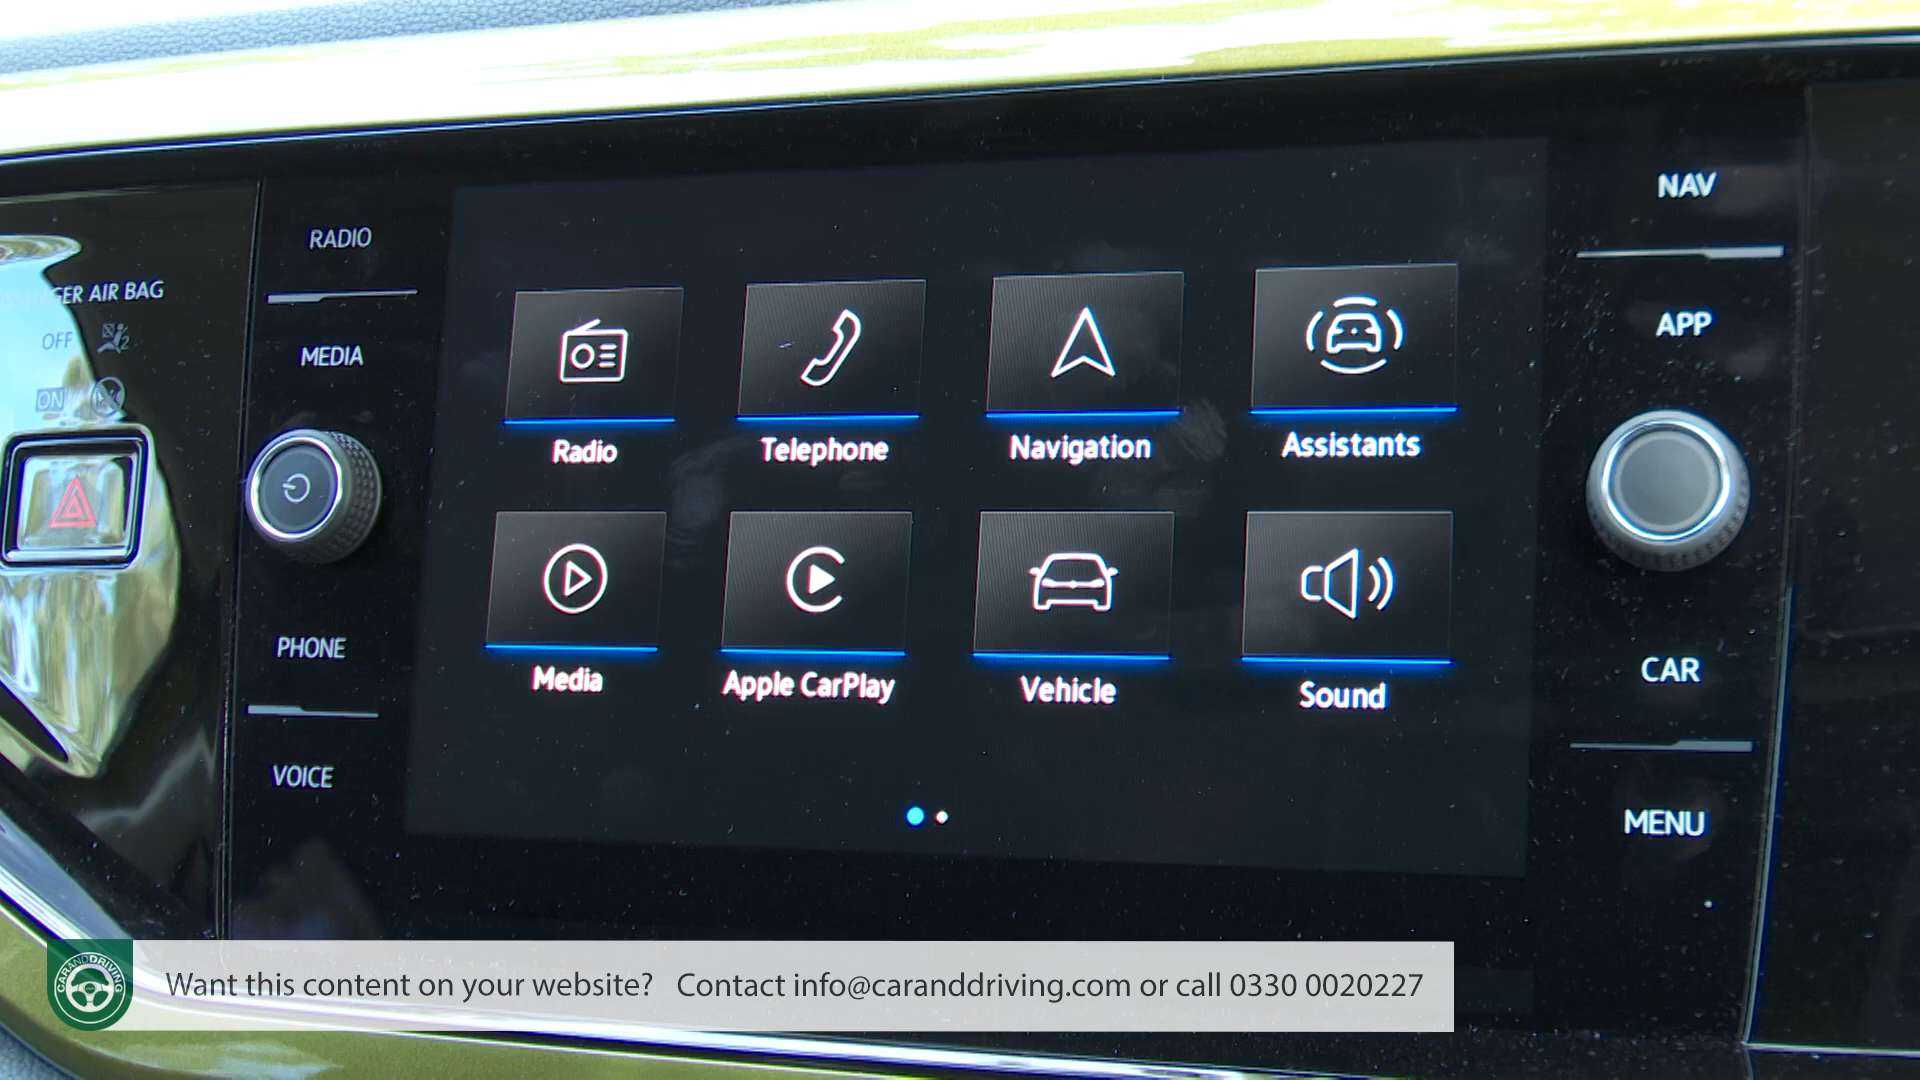 RADIO
MEDIA
PHONE
VOICE
AIR BAG
OFF
ON
Radio
Telephone
Navigation
Assistants
Media
Apple CarPlay
Vehicle
Sound
NAV
APP
CAR
MENU
CARANDDRIVING
Want this content on your website? Contact info@caranddriving.com or call 0330 0020227